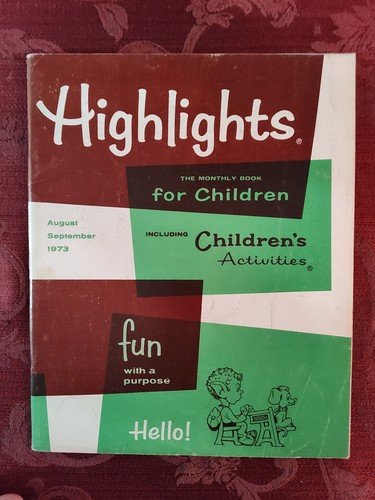 Highlights®
THE MONTHLY BOOK
for Children
August
September
1973
INCLUDING Children's
Activities®
fun
with a
purpose
Hello!